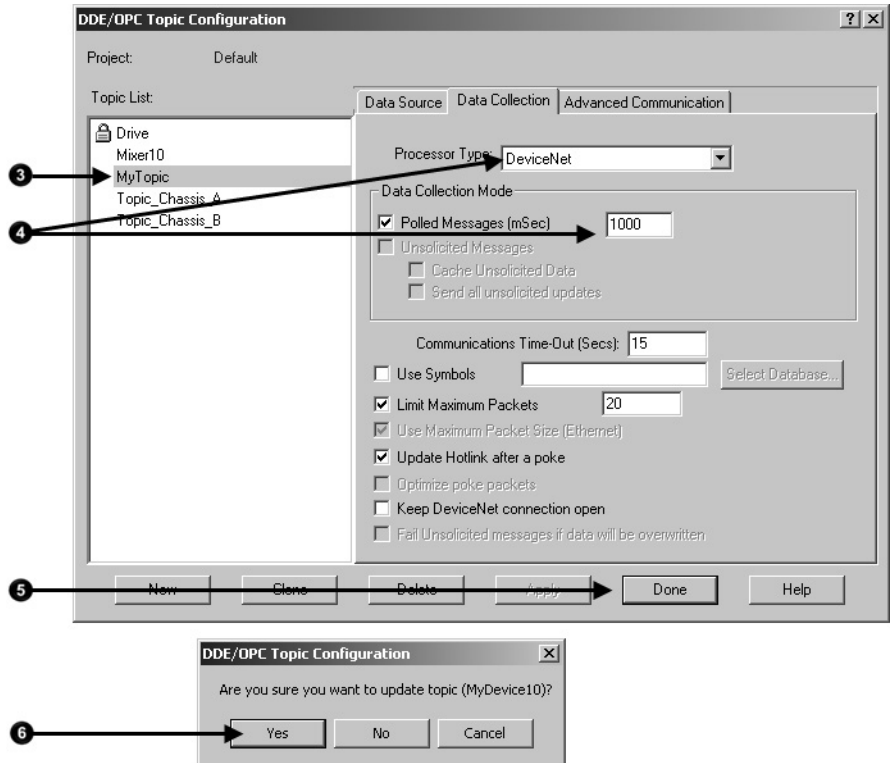 DDE/OPC Topic Configuration
Project: Default
Topic List:
Drive
Mixer10
3 MyTopic
Topic_Chassis_A
Topic_Chassis_B
4
Data Source Data Collection Advanced Communication
Processor Type: DeviceNet
Data Collection Mode
Polled Messages (mSec) 1000
Unsolicited Messages
Cache Unsolicited Data
Send all unsolicited updates
Communications Time-Out (Secs): 15
Use Symbols Select Database...
Limit Maximum Packets 20
Use Maximum Packet Size (Ethernet)
Update Hotlink after a poke
Optimize poke packets
Keep DeviceNet connection open
Fail Unsolicited messages if data will be overwritten
5 New Clone Delete Apply Done Help
DDE/OPC Topic Configuration
Are you sure you want to update topic (MyDevice10)?
6 Yes No Cancel